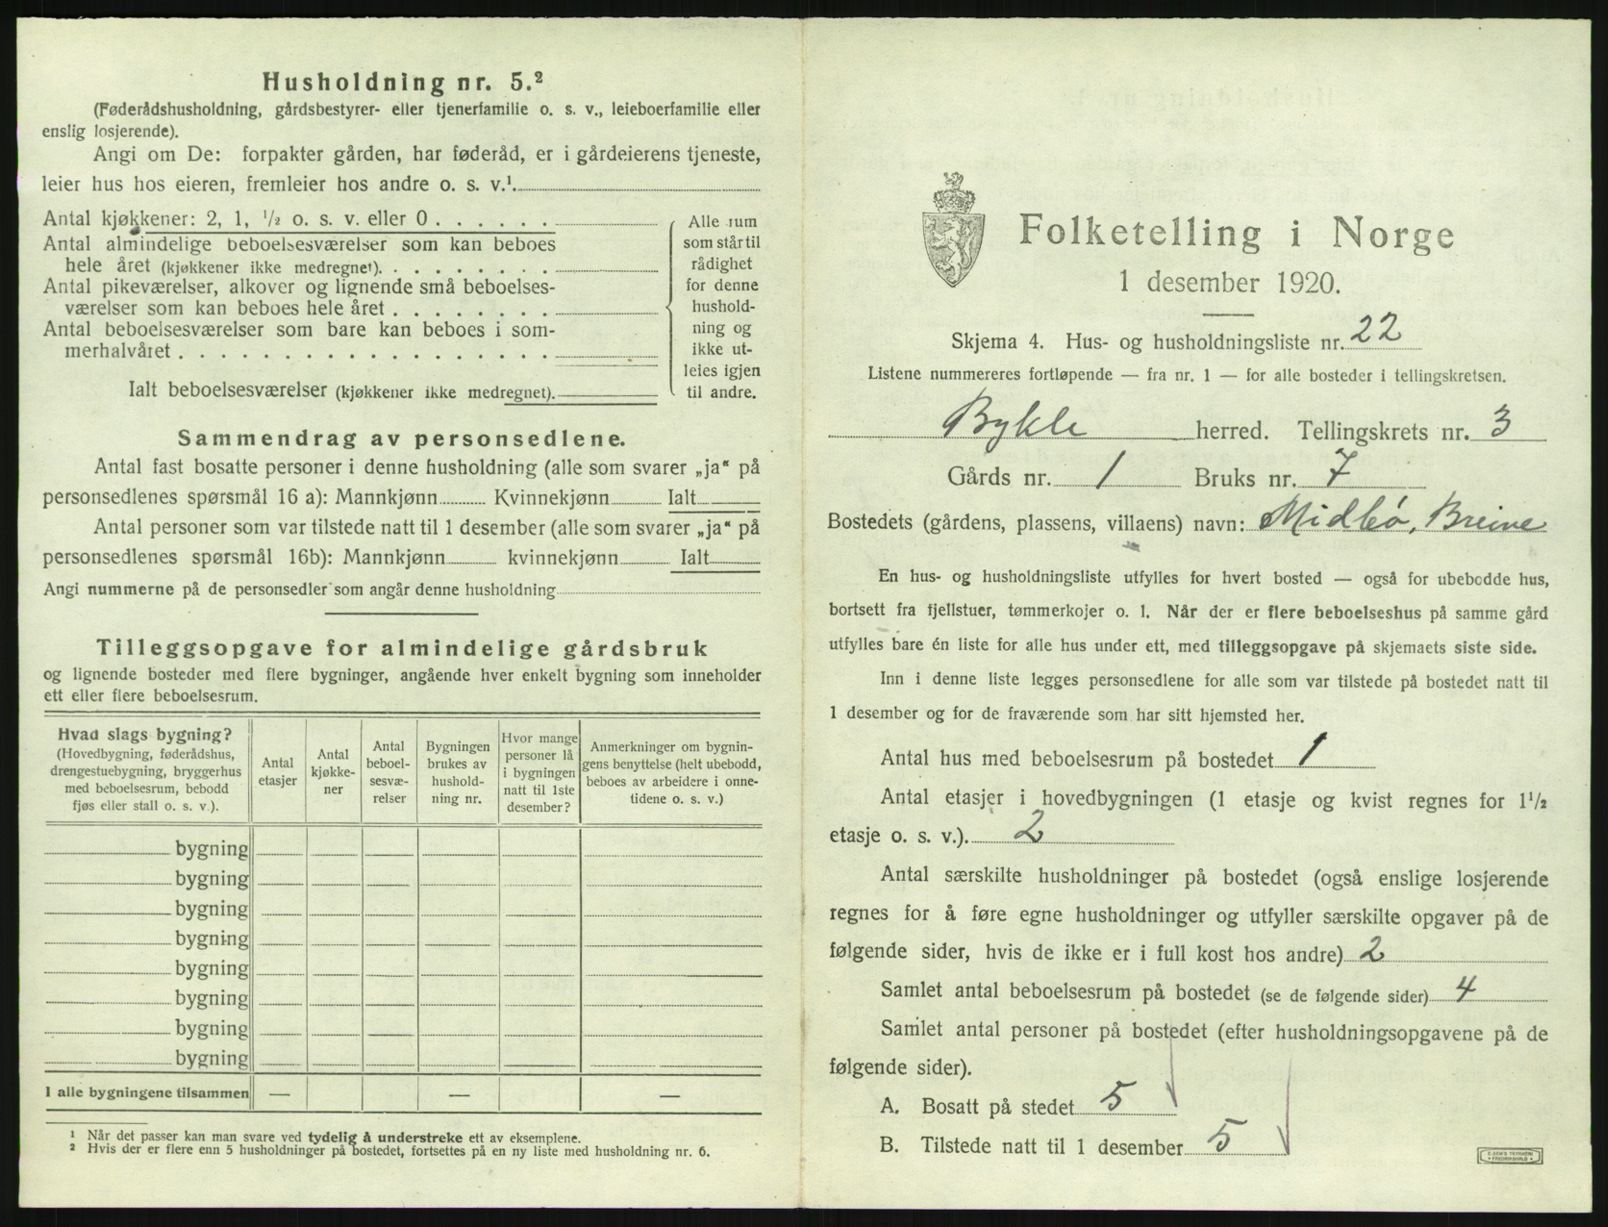 Husholdning nr. 5.²
(Føderådshusholdning, gårdsbestyrer- eller tjenerfamilie o. s. v., leieboerfamilie eller
enslig losjerende).
Angi om De: forpakter gården, har føderåd, er i gårdeierens tjeneste,
leier hus hos eieren, fremleier hos andre o. s. v.¹
Antal kjøkkener: 2, 1, ½ o. s. v. eller 0 . . . . . .
Antal almindelige beboelsesværelser som kan beboes
hele året (kjøkkener ikke medregnet). . . . . . . . .
Antal pikeværelser, alkover og lignende små beboelses-
værelser som kan beboes hele året . . . . . . . .
Antal beboelsesværelser som bare kan beboes i som-
merhalvåret . . . . . . . . . . . . . . . . . .
Ialt beboelsesværelser (kjøkkener ikke medregnet).
Alle rum
som står til
rådighet
for denne
hushold-
ning og
ikke ut-
leies igjen
til andre.
Sammendrag av personsedlene.
Antal fast bosatte personer i denne husholdning (alle som svarer „ja“ på
personsedlenes spørsmål 16 a): Mannkjønn Kvinnekjønn Ialt
Antal personer som var tilstede natt til 1 desember (alle som svarer „ja“ på
personsedlenes spørsmål 16b): Mannkjønn kvinnekjønn Ialt
Angi nummerne på de personsedler som angår denne husholdning
Tilleggsopgave for almindelige gårdsbruk
og lignende bosteder med flere bygninger, angående hver enkelt bygning som inneholder
ett eller flere beboelsesrum.
Hvad slags bygning?
(Hovedbygning, føderådshus,
drengestuebygning, bryggerhus
med beboelsesrum, bebodd
fjøs eller stall o. s. v.).
Antal
etasjer
Antal
kjøkke-
ner
Antal
beboel-
sesvæ-
relser
Bygningen
brukes av
hushold-
ning nr.
Hvor mange
personer lå
i bygningen
natt til 1ste
desember?
Anmerkninger om bygnin-
gens benyttelse (helt ubebodd,
beboes av arbeidere i onne-
tidene o. s. v.)
bygning
bygning
bygning
bygning
bygning
bygning
bygning
bygning
I alle bygningene tilsammen — — —
¹ Når det passer kan man svare ved tydelig å understreke ett av eksemplene.
² Hvis der er flere enn 5 husholdninger på bostedet, fortsettes på en ny liste med husholdning nr. 6.
Folketelling i Norge
1 desember 1920.
Skjema 4. Hus- og husholdningsliste nr. 22
Listene nummereres fortløpende — fra nr. 1 — for alle bosteder i tellingskretsen.
Bykle herred. Tellingskrets nr. 3
Gårds nr. 1 Bruks nr. 7
Bostedets (gårdens, plassens, villaens) navn: Midbø, Breive
En hus- og husholdningsliste utfylles for hvert bosted — også for ubebodde hus,
bortsett fra fjellstuer, tømmerkojer o. l. Når der er flere beboelseshus på samme gård
utfylles bare én liste for alle hus under ett, med tilleggsopgave på skjemaets siste side.
Inn i denne liste legges personsedlene for alle som var tilstede på bostedet natt til
1 desember og for de fraværende som har sitt hjemsted her.
Antal hus med beboelsesrum på bostedet 1
Antal etasjer i hovedbygningen (1 etasje og kvist regnes for 1½
etasje o. s. v.). 2
Antal særskilte husholdninger på bostedet (også enslige losjerende
regnes for å føre egne husholdninger og utfyller særskilte opgaver på de
følgende sider, hvis de ikke er i full kost hos andre) 2
Samlet antal beboelsesrum på bostedet (se de følgende sider) 4
Samlet antal personer på bostedet (efter husholdningsopgavene på de
følgende sider).
A. Bosatt på stedet 5
B. Tilstede natt til 1 desember 5